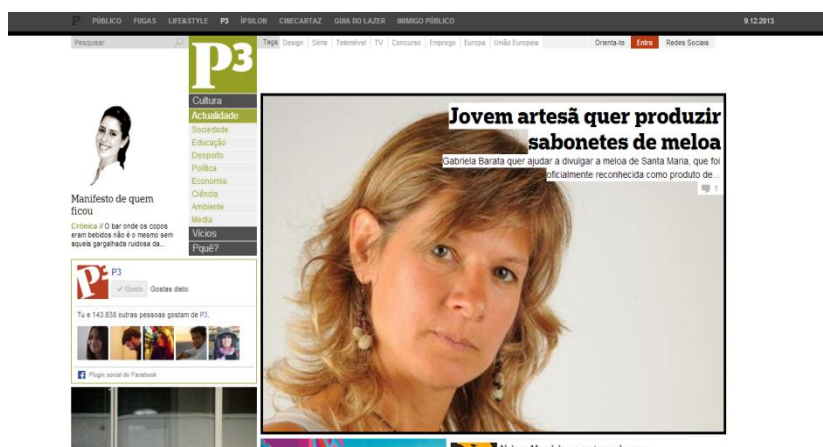 P PÚBLICO FUGAS LIFE&STYLE P3 ÍPSILON CINECARTAZ GUIA DO LAZER INIMIGO PÚBLICO 9.12.2013
Pesquisar
P3
Tags Design Série Telemóvel TV Concurso Emprego Europa União Europeia Orienta-te Entra Redes Sociais
Cultura
Actualidade
Sociedade
Educação
Desporto
Política
Economia
Ciência
Ambiente
Media
Vícios
Pquê?
Manifesto de quem
ficou
Crónica // O bar onde os copos
eram bebidos não é o mesmo sem
aquela gargalhada ruidosa da...
P3
P3
Gosto Gostas disto.
Tu e 143.838 outras pessoas gostam de P3.
Plugin social do Facebook
Jovem artesã quer produzir
sabonetes de meloa
Gabriela Barata quer ajudar a divulgar a meloa de Santa Maria, que foi
oficialmente reconhecida como produto de...
1